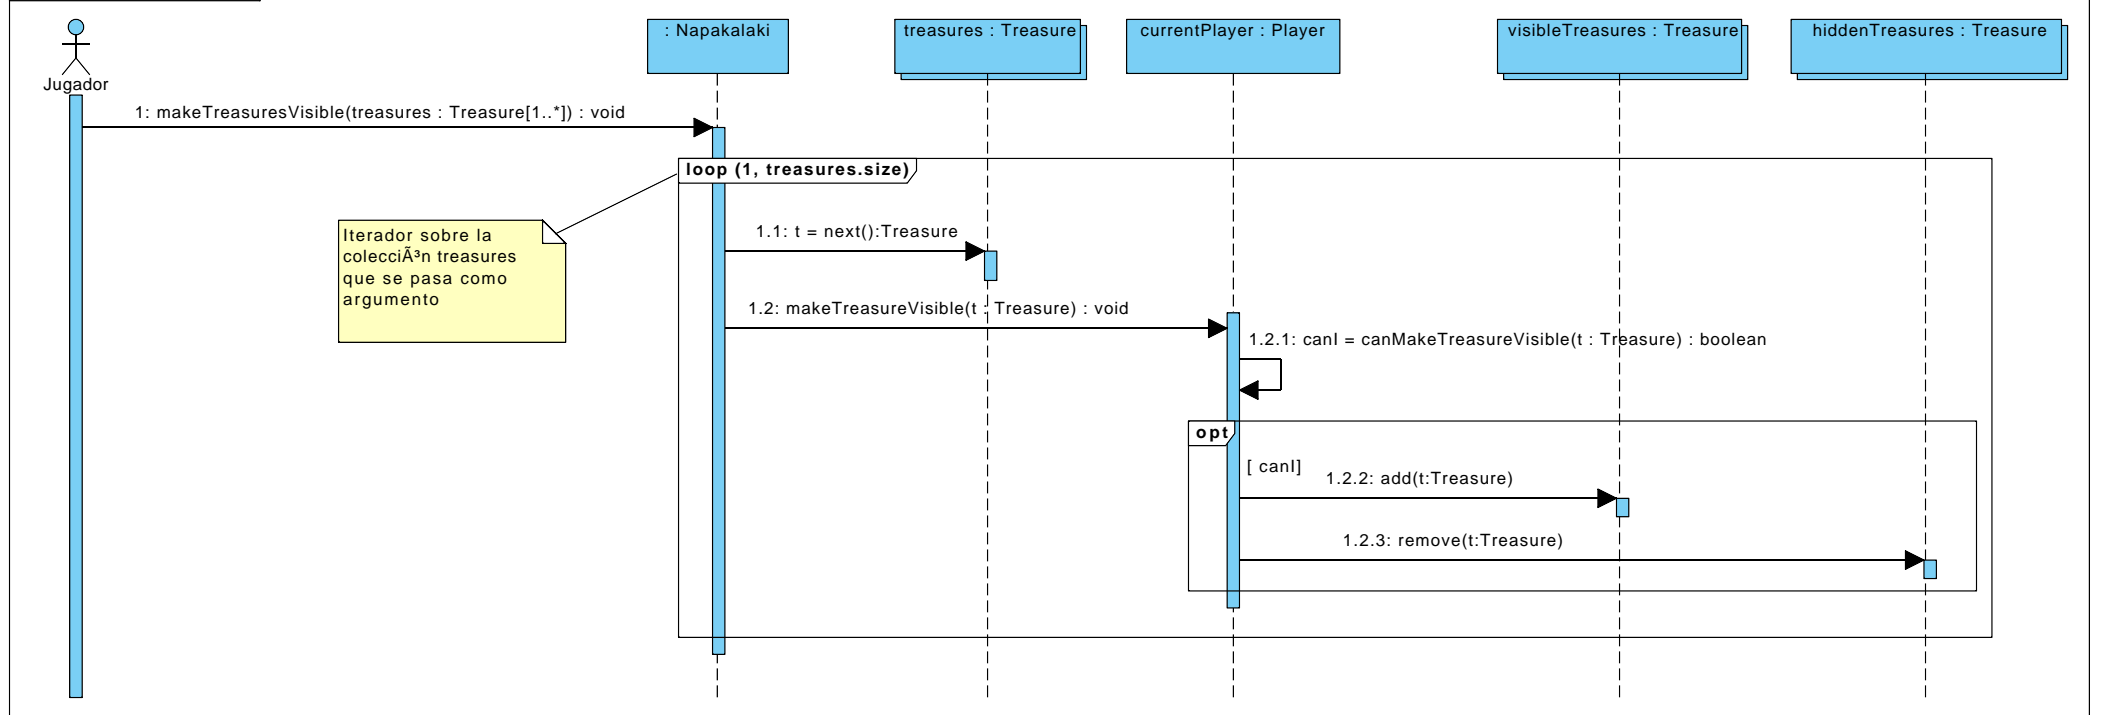 : Napakalaki
treasures : Treasure
currentPlayer : Player
visibleTreasures : Treasure
hiddenTreasures : Treasure
Jugador
1: makeTreasuresVisible(treasures : Treasure[1..*]) : void
loop (1, treasures.size)
Iterador sobre la
colecciÃ³n treasures
que se pasa como
argumento
1.1: t = next():Treasure
1.2: makeTreasureVisible(t : Treasure) : void
1.2.1: canI = canMakeTreasureVisible(t : Treasure) : boolean
opt
[ canI]
1.2.2: add(t:Treasure)
1.2.3: remove(t:Treasure)